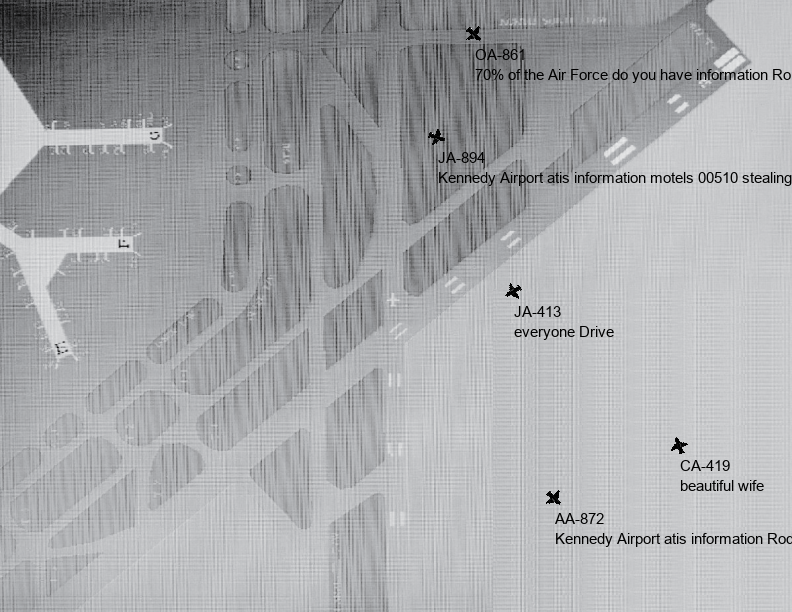 OA-861
70% of the Air Force do you have information Ro
JA-894
Kennedy Airport atis information motels 00510 stealing
JA-413
everyone Drive
CA-419
beautiful wife
AA-872
Kennedy Airport atis information Roc